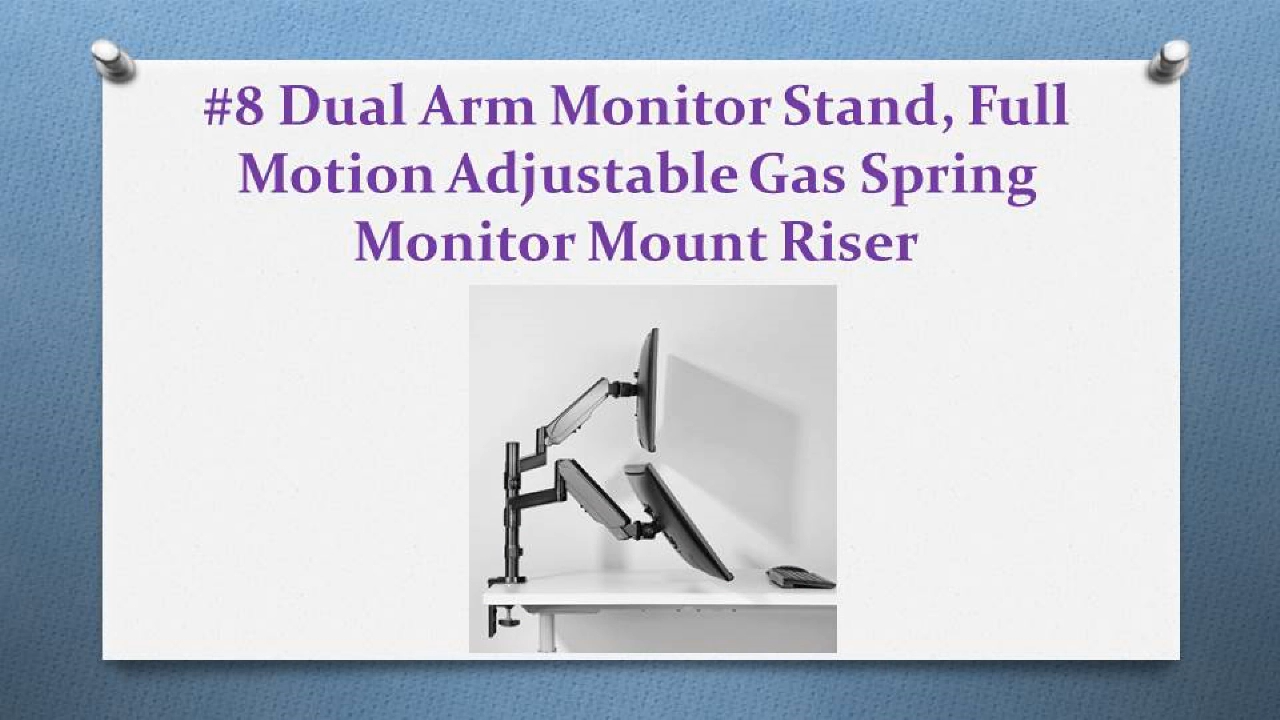 #8 Dual Arm Monitor Stand, Full
Motion Adjustable Gas Spring
Monitor Mount Riser